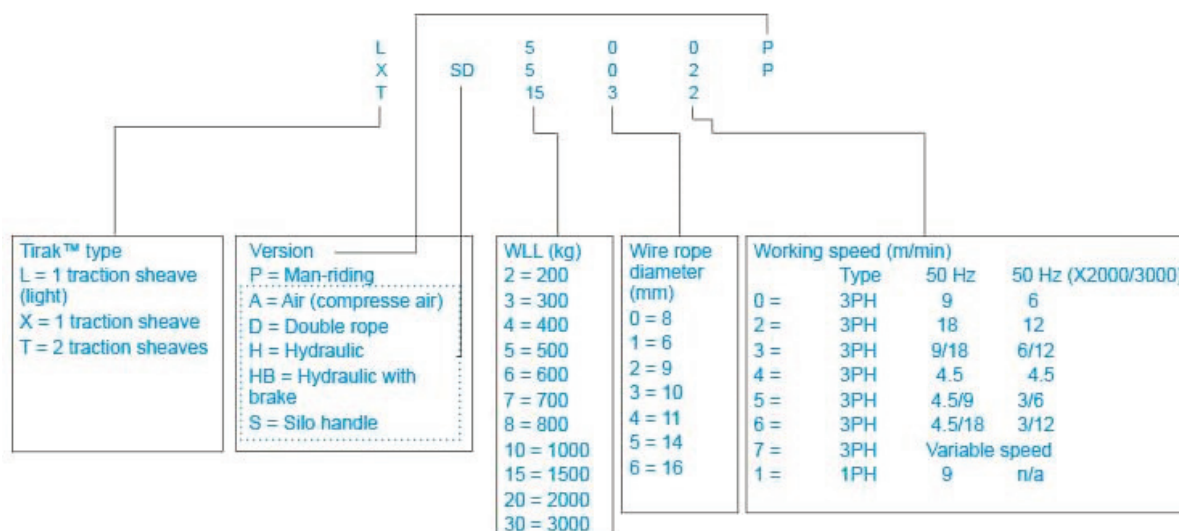 L 5 0 0 P
X SD 5 0 2 P
T 15 3 2
Tirak™ type
L = 1 traction sheave
(light)
X = 1 traction sheave
T = 2 traction sheaves
Version
P = Man-riding
A = Air (compresse air)
D = Double rope
H = Hydraulic
HB = Hydraulic with
brake
S = Silo handle
WLL (kg)
2 = 200
3 = 300
4 = 400
5 = 500
6 = 600
7 = 700
8 = 800
10 = 1000
15 = 1500
20 = 2000
30 = 3000
Wire rope
diameter
(mm)
0 = 8
1 = 6
2 = 9
3 = 10
4 = 11
5 = 14
6 = 16
Working speed (m/min)
Type 50 Hz 50 Hz (X2000/3000)
0 = 3PH 9 6
2 = 3PH 18 12
3 = 3PH 9/18 6/12
4 = 3PH 4.5 4.5
5 = 3PH 4.5/9 3/6
6 = 3PH 4.5/18 3/12
7 = 3PH Variable speed
1 = 1PH 9 n/a